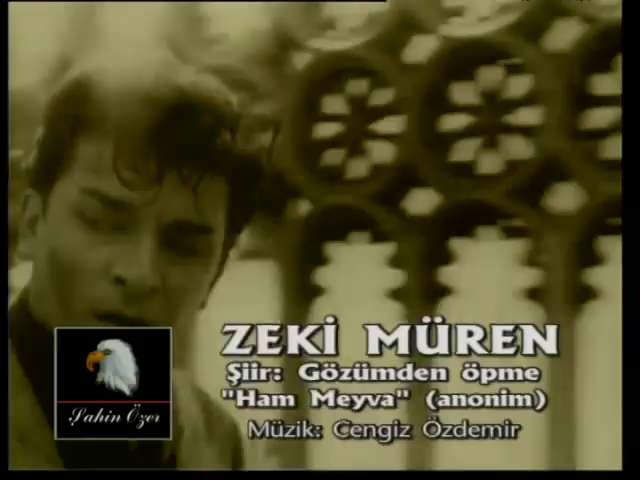 ZEKİ MÜREN
Şiir: Gözümden öpme
"Ham Meyva" (anonim)
Müzik: Cengiz Özdemir
Şahin Özer